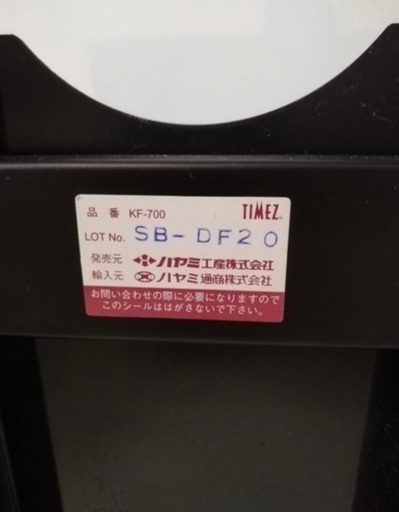 品 番 KF-700 TIMEZ
LOT No. SB-DF20
発売元 ハヤミ工産株式会社
輸入元 ハヤミ通商株式会社
お問い合わせの際に必要になりますので
このシールははがさないで下さい。